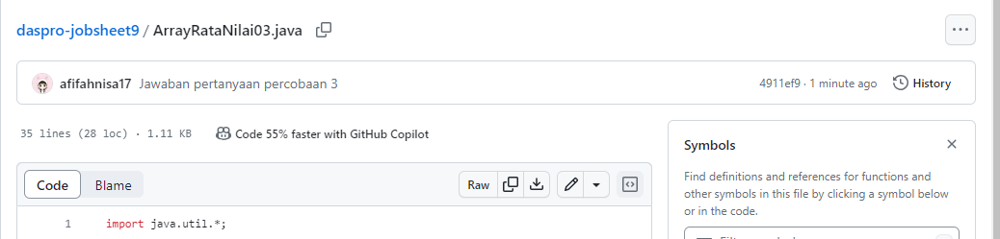 daspro-jobsheet9 / ArrayRataNilai03.java
afifahnisa17 Jawaban pertanyaan percobaan 3 4911ef9 · 1 minute ago History
35 lines (28 loc) · 1.11 KB Code 55% faster with GitHub Copilot
Code Blame Raw
1 import java.util.*;
Symbols
Find definitions and references for functions and
other symbols in this file by clicking a symbol below
or in the code.